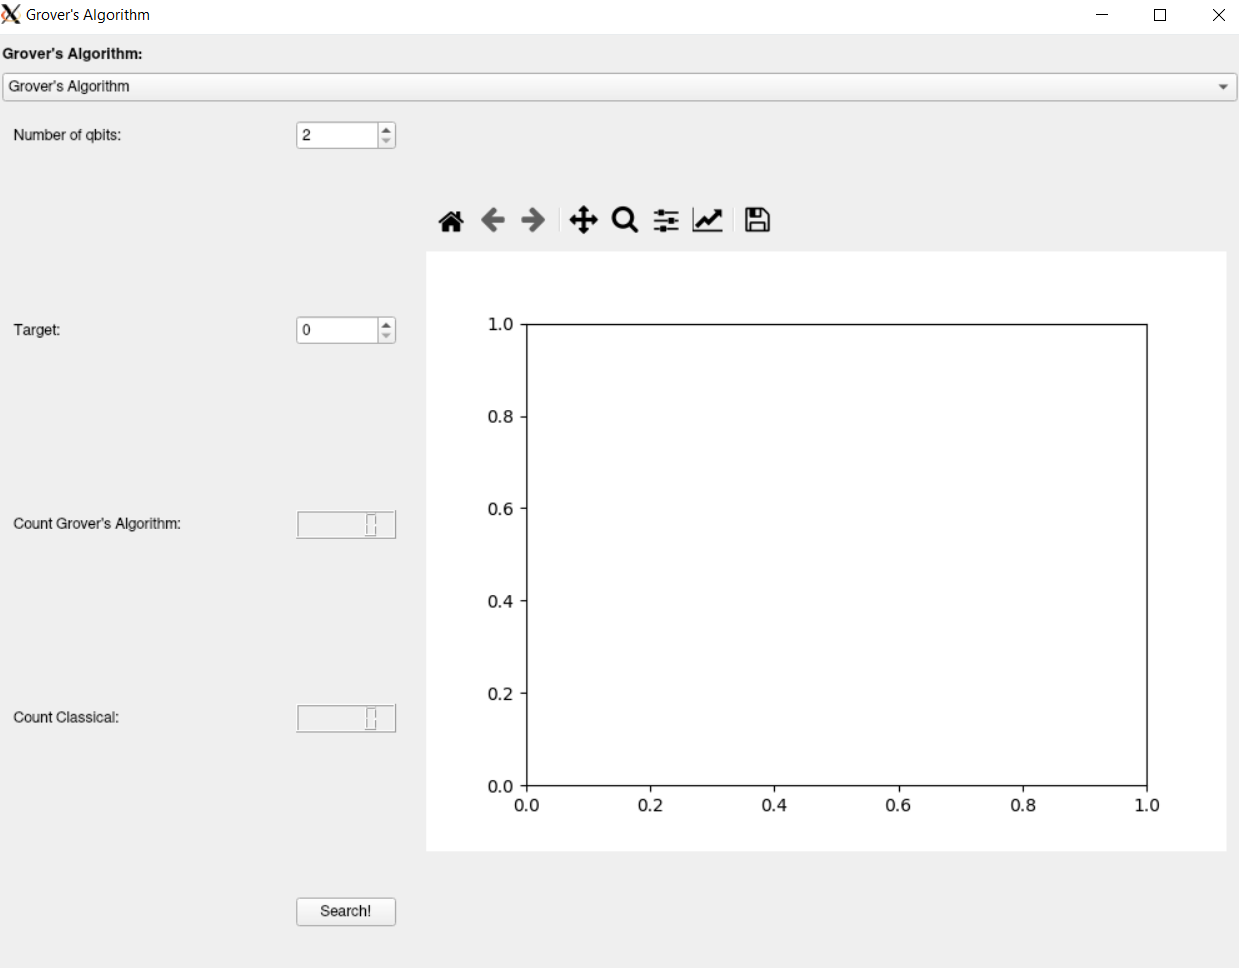 Grover's Algorithm
Grover's Algorithm:
Grover's Algorithm
Number of qbits:
2
Target:
0
Count Grover's Algorithm:
0
Count Classical:
0
Search!
1.0
0.8
0.6
0.4
0.2
0.0
0.0 0.2 0.4 0.6 0.8 1.0